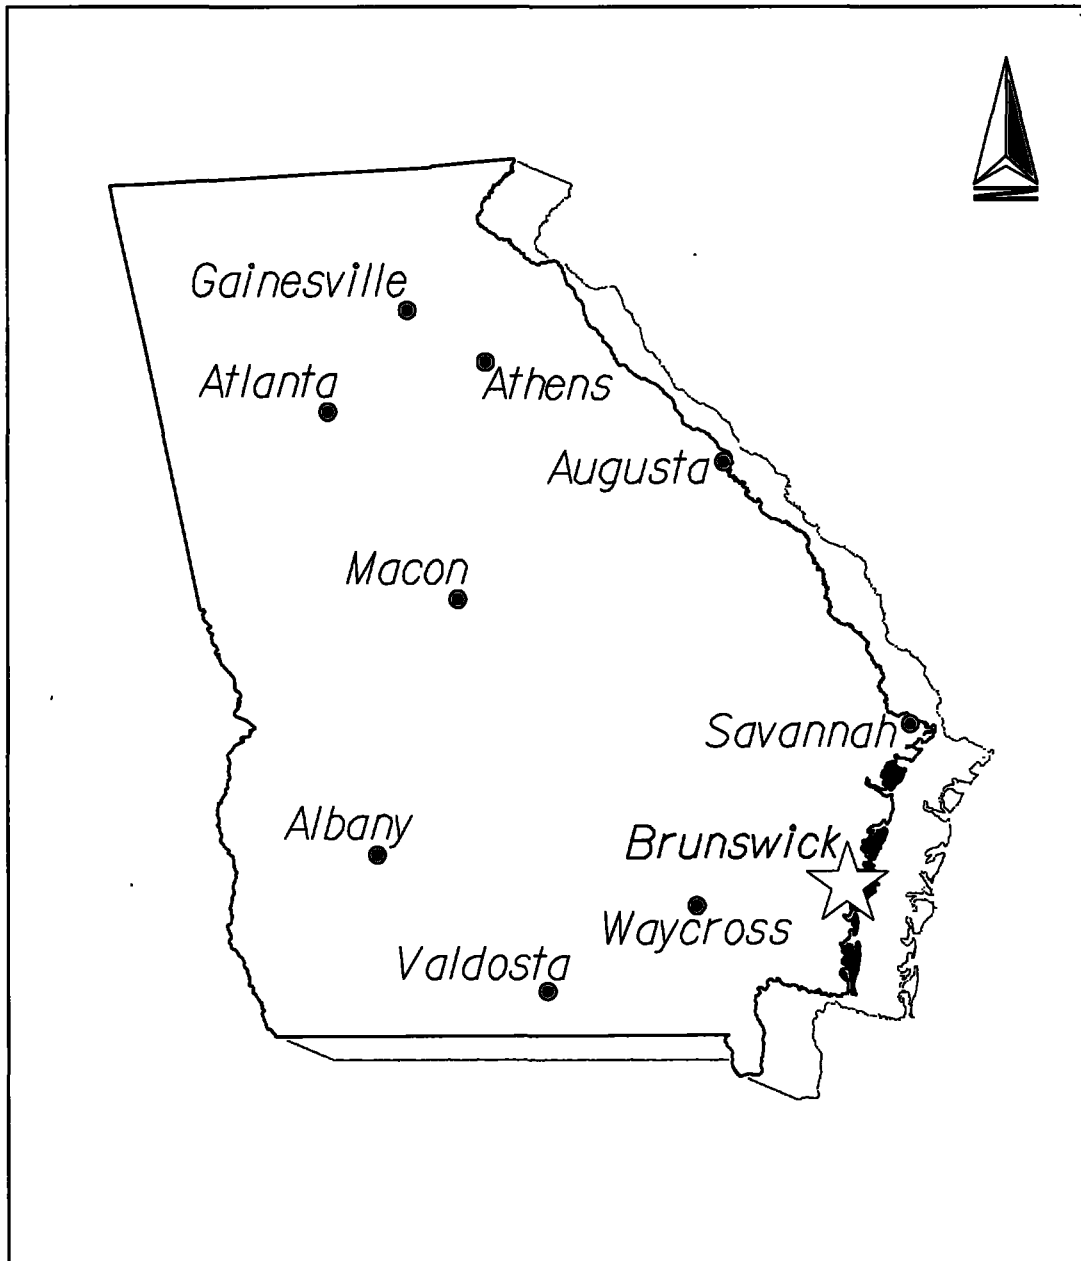 Gainesville
Athens
Atlanta
Augusta
Macon
Savannah
Albany
Brunswick
Waycross
Valdosta